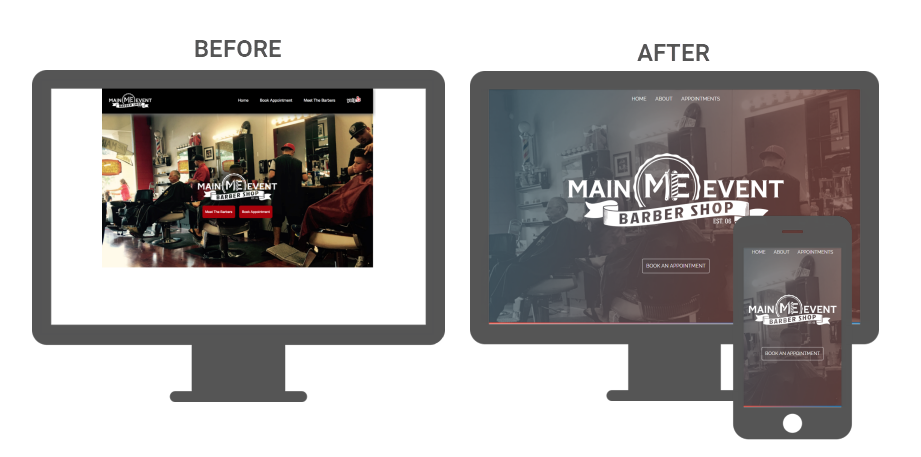 BEFORE
AFTER
MAIN ME EVENT
BARBER SHOP
Home Book Appointment Meet The Barbers yelp
MAIN ME EVENT
BARBER SHOP
Meet The Barbers Book Appointment
HOME ABOUT APPOINTMENTS
MAIN ME EVENT
BARBER SHOP
EST. 06
BOOK AN APPOINTMENT
HOME ABOUT APPOINTMENTS
MAIN ME EVENT
BARBER SHOP
BOOK AN APPOINTMENT